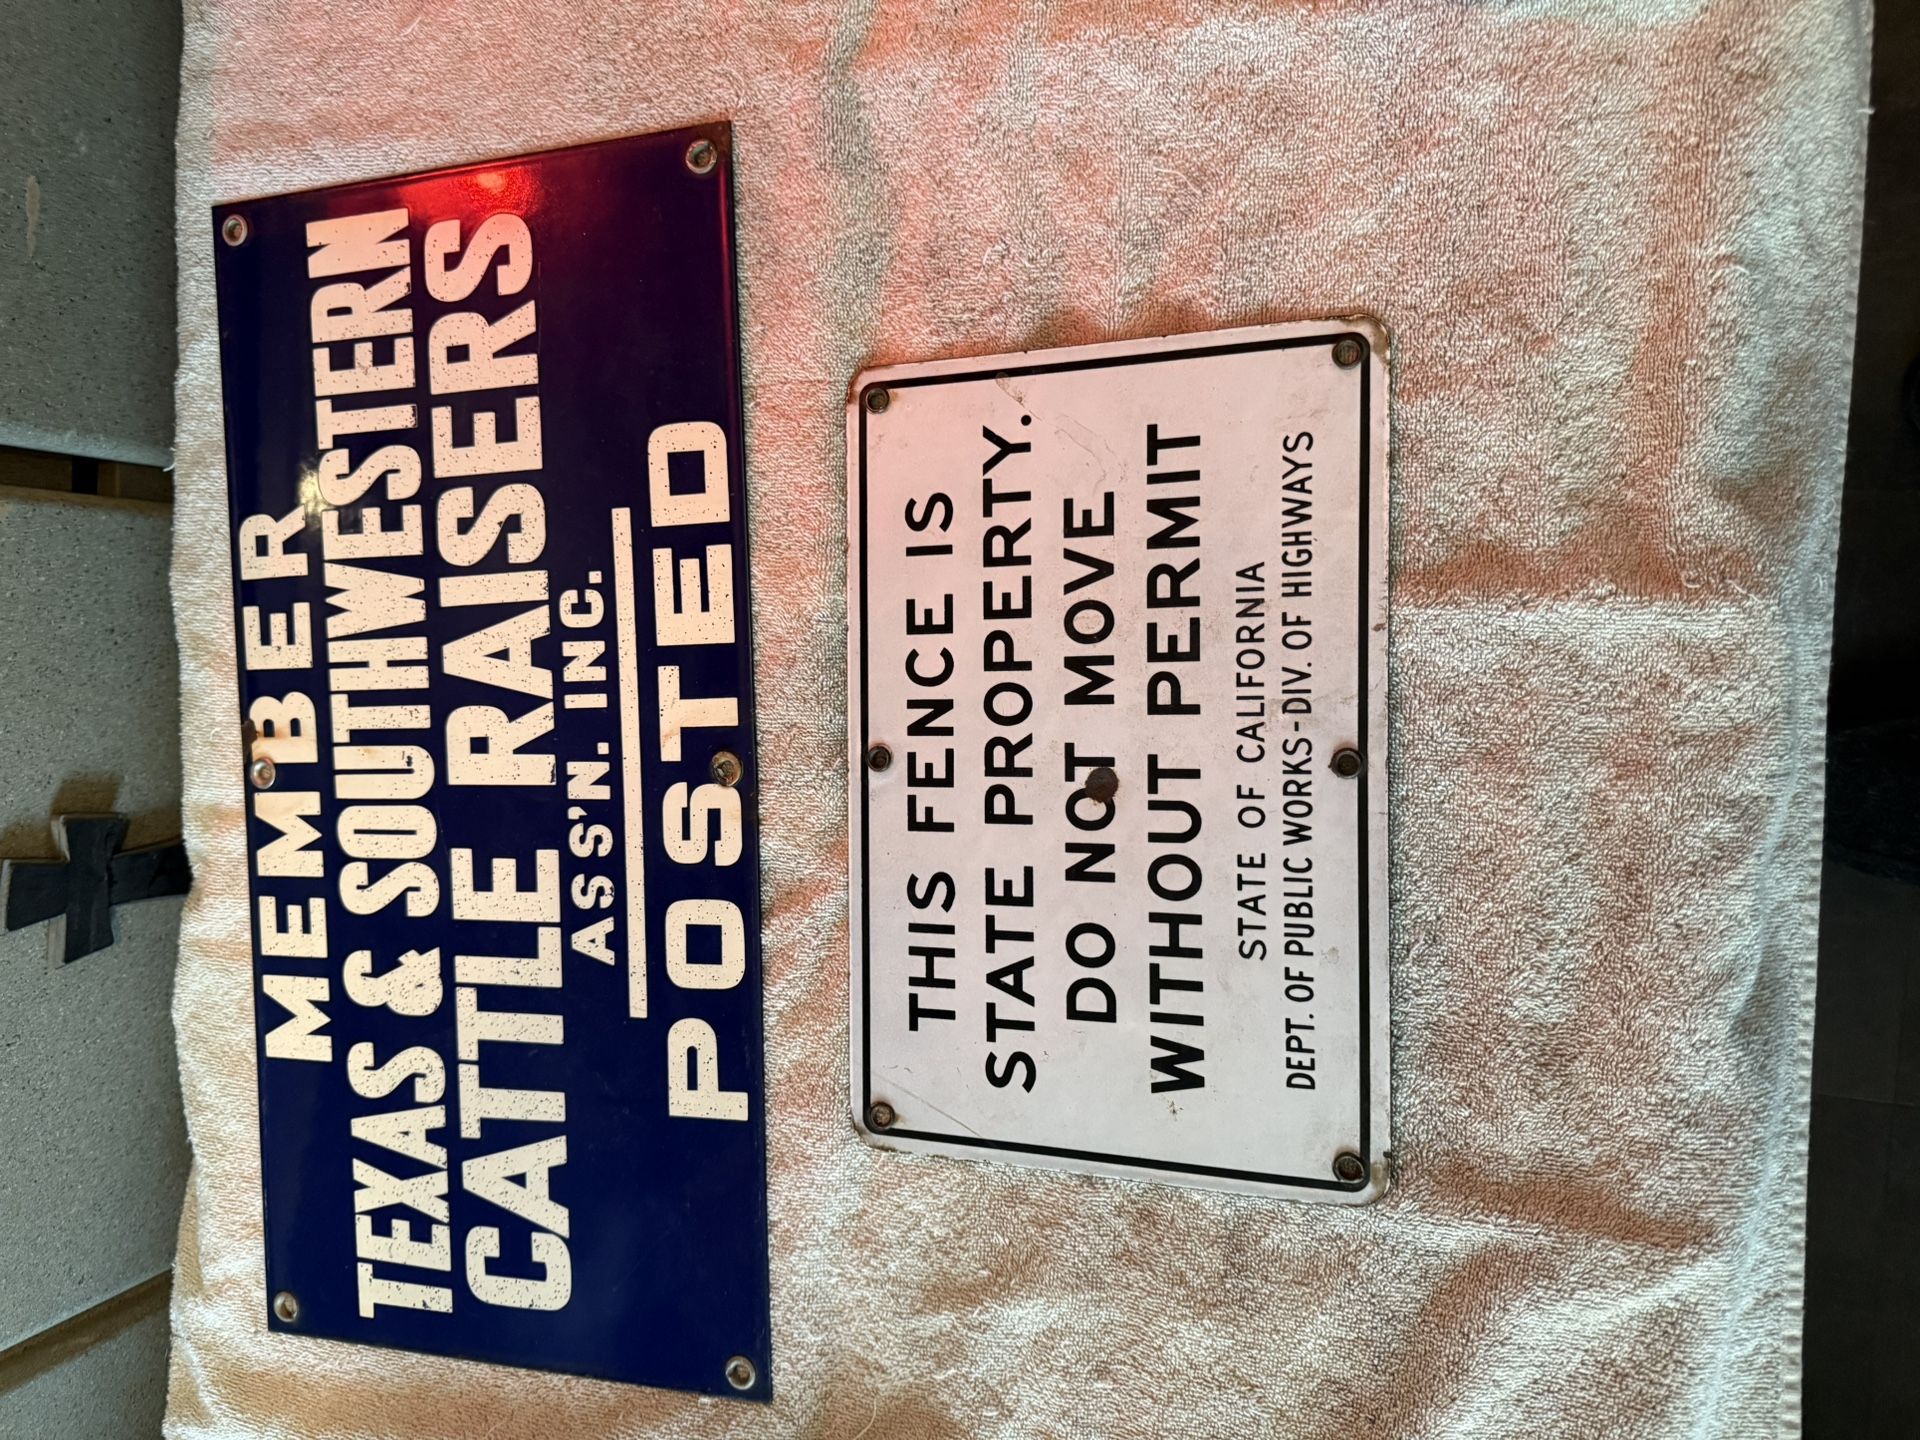 MEMBER
TEXAS & SOUTHWESTERN
CATTLE RAISERS
ASS'N. INC.
POSTED
THIS FENCE IS
STATE PROPERTY.
DO NOT MOVE
WITHOUT PERMIT
STATE OF CALIFORNIA
DEPT. OF PUBLIC WORKS-DIV. OF HIGHWAYS